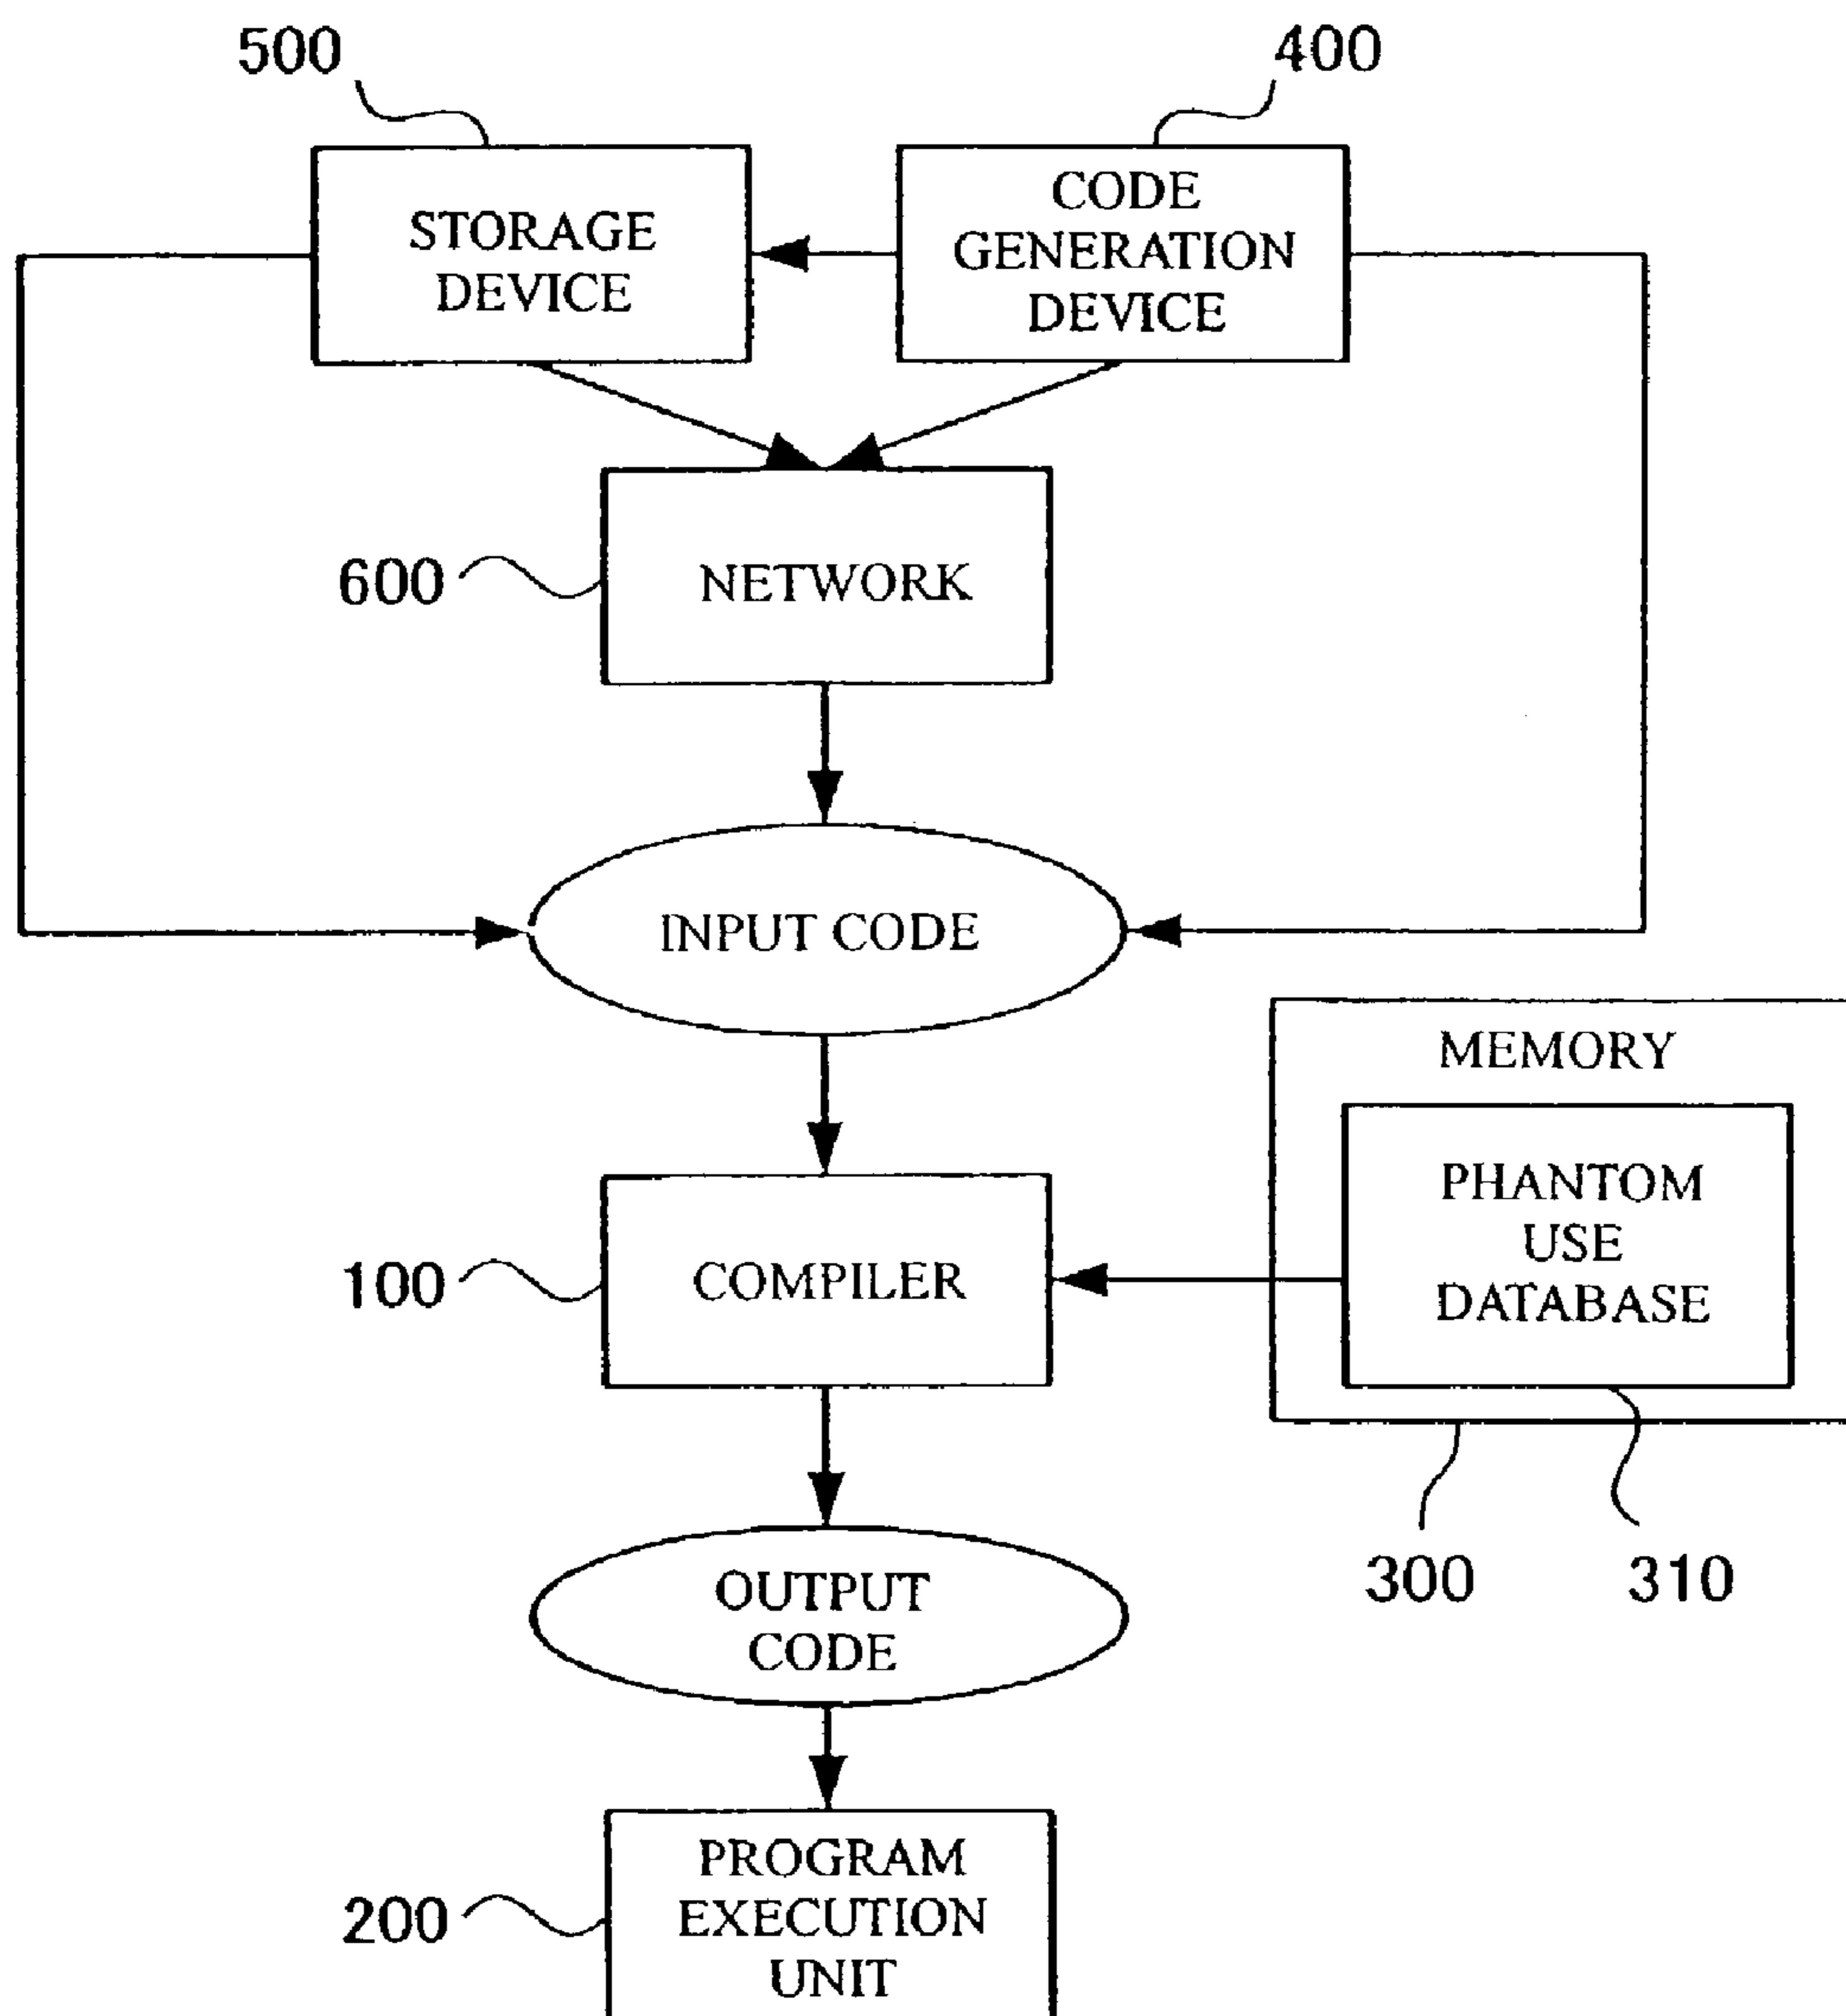 500
400
STORAGE
DEVICE
CODE
GENERATION
DEVICE
600
NETWORK
INPUT CODE
MEMORY
PHANTOM
USE
DATABASE
100
COMPILER
300
310
OUTPUT
CODE
200
PROGRAM
EXECUTION
UNIT